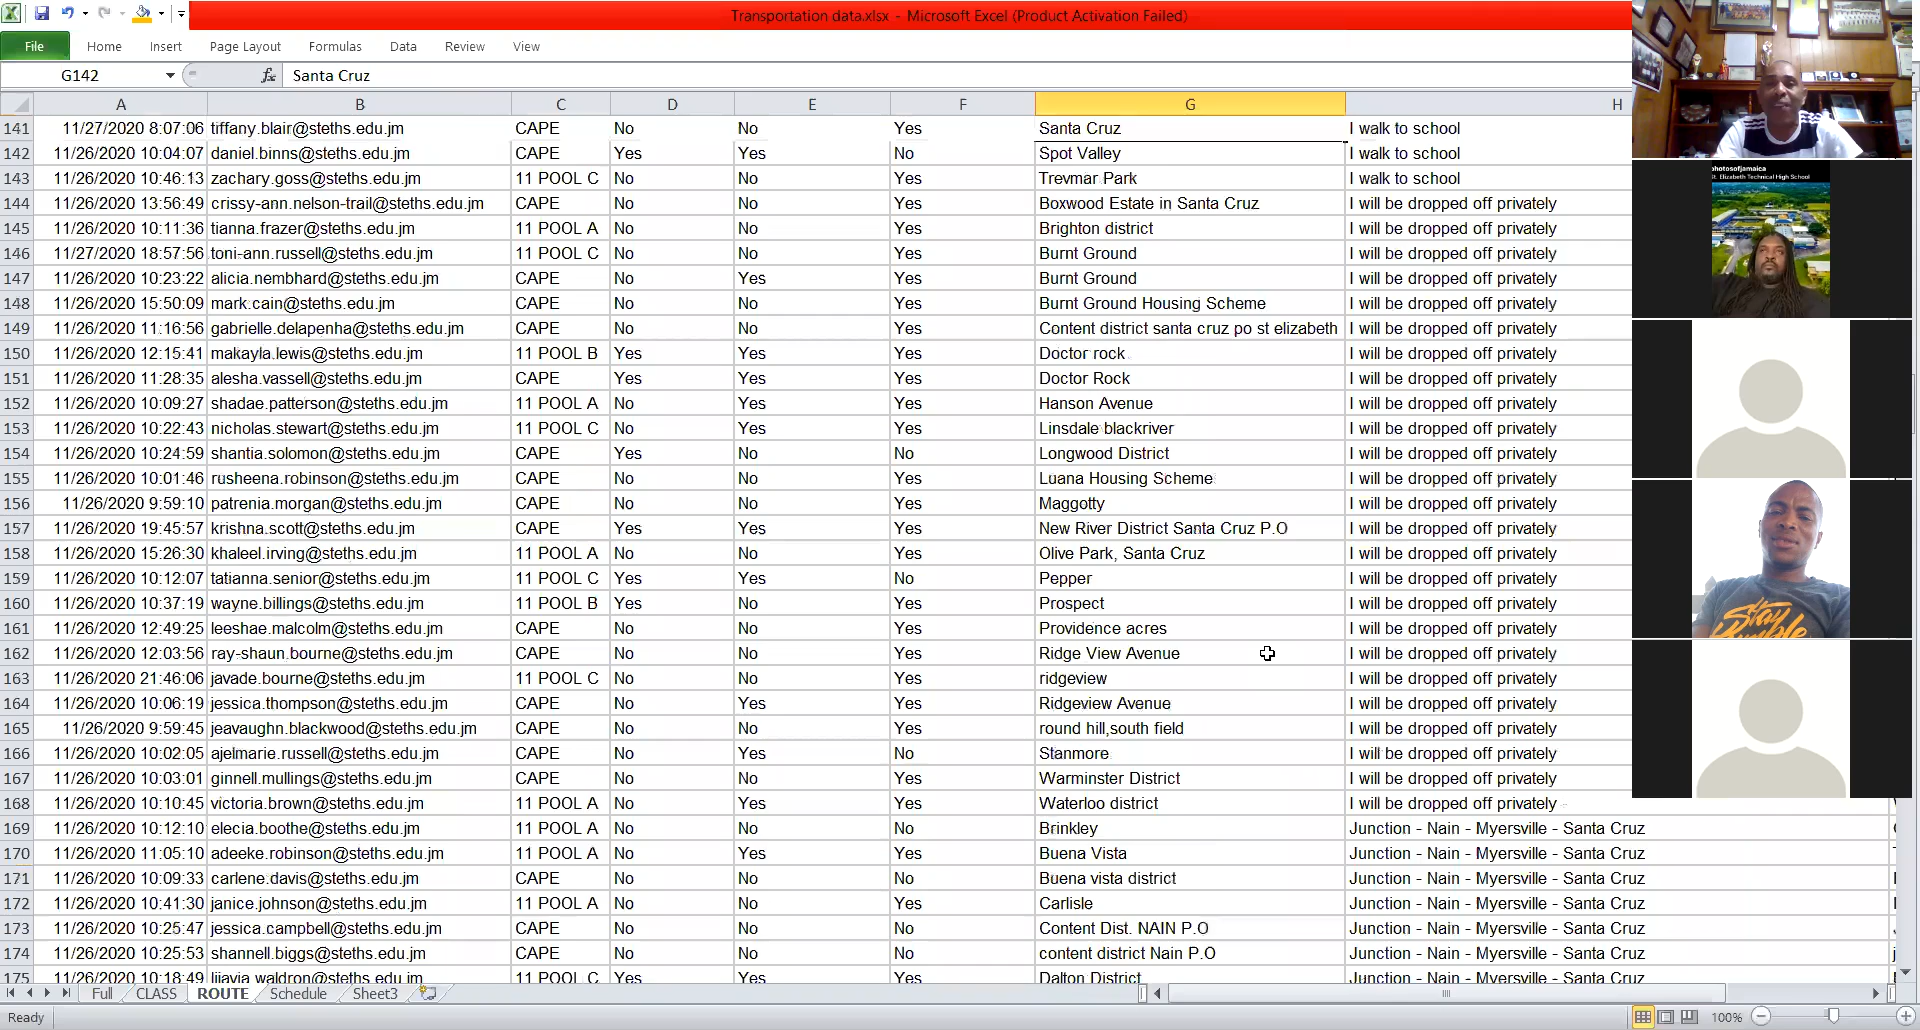 Transportation data.xlsx - Microsoft Excel (Product Activation Failed)
File Home Insert Page Layout Formulas Data Review View
G142 fx Santa Cruz
A B C D E F G H
141 11/27/2020 8:07:06 tiffany.blair@steths.edu.jm CAPE No No Yes Santa Cruz I walk to school
142 11/26/2020 10:04:07 daniel.binns@steths.edu.jm CAPE Yes Yes No Spot Valley I walk to school
143 11/26/2020 10:46:13 zachary.goss@steths.edu.jm 11 POOL C No No Yes Trevmar Park I walk to school
144 11/26/2020 13:56:49 crissy-ann.nelson-trail@steths.edu.jm CAPE No No Yes Boxwood Estate in Santa Cruz I will be dropped off privately
145 11/26/2020 10:11:36 tianna.frazer@steths.edu.jm 11 POOL A No No Yes Brighton district I will be dropped off privately
146 11/27/2020 18:57:56 toni-ann.russell@steths.edu.jm 11 POOL C No No Yes Burnt Ground I will be dropped off privately
147 11/26/2020 10:23:22 alicia.nembhard@steths.edu.jm CAPE No Yes Yes Burnt Ground I will be dropped off privately
148 11/26/2020 15:50:09 mark.cain@steths.edu.jm CAPE No No Yes Burnt Ground Housing Scheme I will be dropped off privately
149 11/26/2020 11:16:56 gabrielle.delapenha@steths.edu.jm CAPE No No Yes Content district santa cruz po st elizabeth I will be dropped off privately
150 11/26/2020 12:15:41 makayla.lewis@steths.edu.jm 11 POOL B Yes Yes Yes Doctor rock I will be dropped off privately
151 11/26/2020 11:28:35 alesha.vassell@steths.edu.jm CAPE Yes Yes Yes Doctor Rock I will be dropped off privately
152 11/26/2020 10:09:27 shadae.patterson@steths.edu.jm 11 POOL A No Yes Yes Hanson Avenue I will be dropped off privately
153 11/26/2020 10:22:43 nicholas.stewart@steths.edu.jm 11 POOL C No Yes Yes Linsdale blackriver I will be dropped off privately
154 11/26/2020 10:24:59 shantia.solomon@steths.edu.jm CAPE Yes No No Longwood District I will be dropped off privately
155 11/26/2020 10:01:46 rusheena.robinson@steths.edu.jm CAPE No No Yes Luana Housing Scheme I will be dropped off privately
156 11/26/2020 9:59:10 patrenia.morgan@steths.edu.jm CAPE No No Yes Maggotty I will be dropped off privately
157 11/26/2020 19:45:57 krishna.scott@steths.edu.jm CAPE Yes Yes Yes New River District Santa Cruz P.O I will be dropped off privately
158 11/26/2020 15:26:30 khaleel.irving@steths.edu.jm 11 POOL A No No Yes Olive Park, Santa Cruz I will be dropped off privately
159 11/26/2020 10:12:07 tatianna.senior@steths.edu.jm 11 POOL C Yes Yes No Pepper I will be dropped off privately
160 11/26/2020 10:37:19 wayne.billings@steths.edu.jm 11 POOL B Yes No Yes Prospect I will be dropped off privately
161 11/26/2020 12:49:25 leeshae.malcolm@steths.edu.jm CAPE No No Yes Providence acres I will be dropped off privately
162 11/26/2020 12:03:56 ray-shaun.bourne@steths.edu.jm CAPE No No Yes Ridge View Avenue I will be dropped off privately
163 11/26/2020 21:46:06 javade.bourne@steths.edu.jm 11 POOL C No No Yes ridgeview I will be dropped off privately
164 11/26/2020 10:06:19 jessica.thompson@steths.edu.jm CAPE No Yes Yes Ridgeview Avenue I will be dropped off privately
165 11/26/2020 9:59:45 jeavaughn.blackwood@steths.edu.jm CAPE No No Yes round hill,south field I will be dropped off privately
166 11/26/2020 10:02:05 ajelmarie.russell@steths.edu.jm CAPE No Yes No Stanmore I will be dropped off privately
167 11/26/2020 10:03:01 ginnell.mullings@steths.edu.jm CAPE No No Yes Warminster District I will be dropped off privately
168 11/26/2020 10:10:45 victoria.brown@steths.edu.jm 11 POOL A No Yes Yes Waterloo district I will be dropped off privately
169 11/26/2020 10:12:10 elecia.boothe@steths.edu.jm 11 POOL A No No No Brinkley Junction - Nain - Myersville - Santa Cruz
170 11/26/2020 11:05:10 adeeke.robinson@steths.edu.jm 11 POOL A No Yes Yes Buena Vista Junction - Nain - Myersville - Santa Cruz
171 11/26/2020 10:09:33 carlene.davis@steths.edu.jm CAPE No No No Buena vista district Junction - Nain - Myersville - Santa Cruz
172 11/26/2020 10:41:30 janice.johnson@steths.edu.jm 11 POOL A No No Yes Carlisle Junction - Nain - Myersville - Santa Cruz
173 11/26/2020 10:25:47 jessica.campbell@steths.edu.jm CAPE No No No Content Dist. NAIN P.O Junction - Nain - Myersville - Santa Cruz
174 11/26/2020 10:25:53 shannell.biggs@steths.edu.jm CAPE No No No content district Nain P.O Junction - Nain - Myersville - Santa Cruz
175 11/26/2020 10:18:49 lijavia.waldron@steths.edu.jm 11 POOL C Yes Yes Yes Dalton District Junction - Nain - Myersville - Santa Cruz
Full CLASS ROUTE Schedule Sheet3
Ready 100%
photosofjamaica
St. Elizabeth Technical High School
Stay